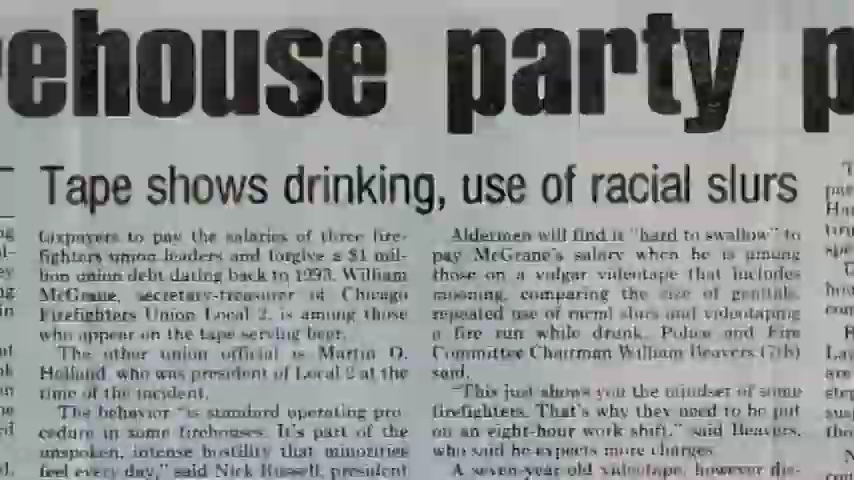 ehouse party p
Tape shows drinking, use of racial slurs
taxpayers to pay the salaries of three fire-
fighters union leaders and forgive a $1 mil-
lion union debt dating back to 1993. William
McGrane, secretary-treasurer of Chicago
Firefighters Union Local 2, is among those
who appear on the tape serving beer.
The other union official is Martin O.
Holland, who was president of Local 2 at the
time of the incident.
The behavior "is standard operating pro-
cedure in some firehouses. It's part of the
unspoken, intense hostility that minorities
feel every day," said Nick Russell, president
Aldermen will find it "hard to swallow" to
pay McGrane's salary when he is among
those on a vulgar videotape that includes
mooning, comparing the size of genitals,
repeated use of racial slurs and videotaping
a fire run while drunk, Police and Fire
Committee Chairman William Beavers (7th)
said.
"This just shows you the mindset of some
firefighters. That's why they need to be put
on an eight-hour work shift," said Beavers,
who said he expects more charges.
A seven-year-old videotape, however dis-